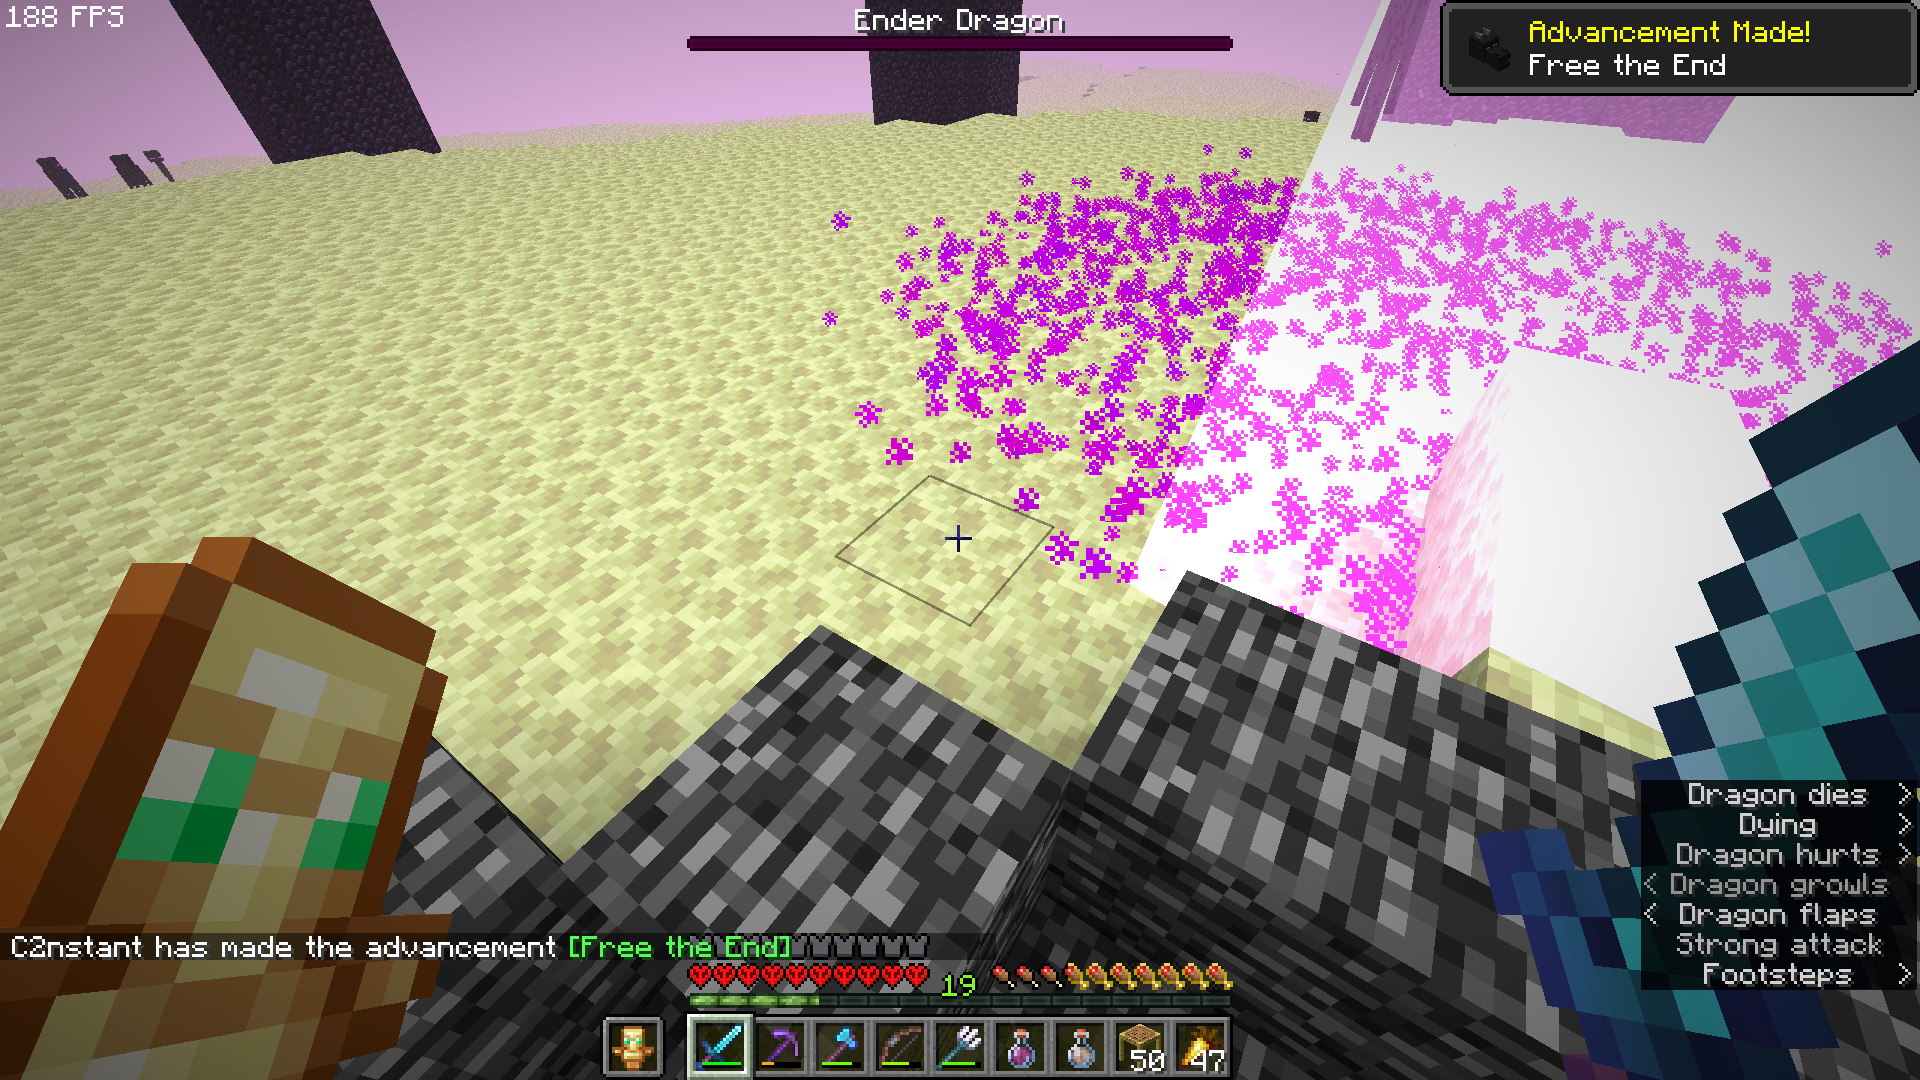 188 FPS
Ender Dragon
Advancement Made!
Free the End
Dragon dies >
Dying >
Dragon hurts >
< Dragon growls
< Dragon flaps
Strong attack
Footsteps >
C2nstant has made the advancement [Free the End]
19
50
47